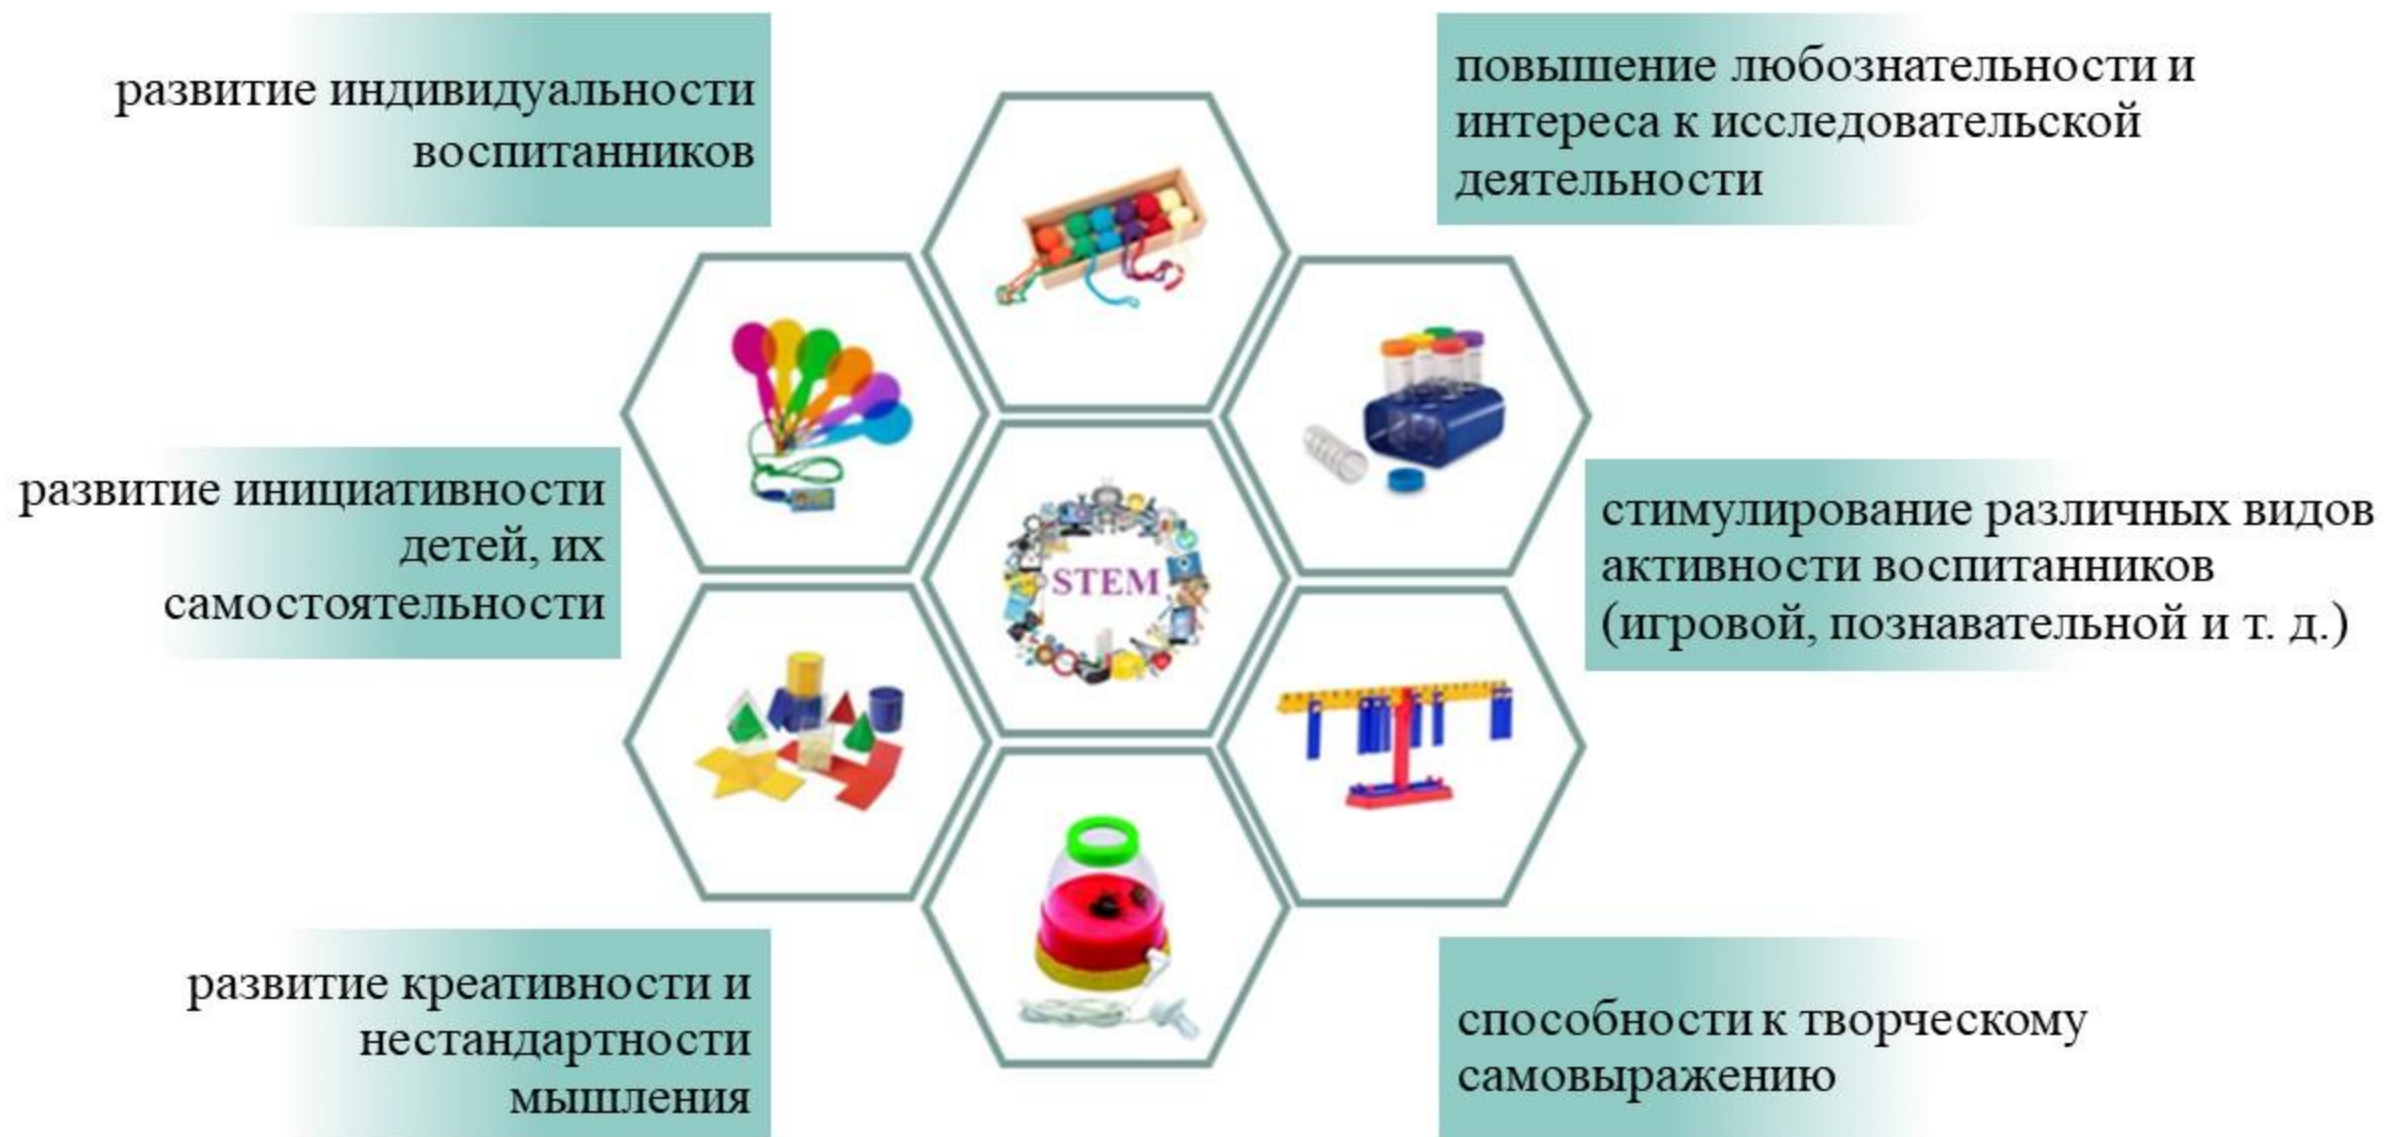 развитие индивидуальности
воспитанников
повышение любознательности и
интереса к исследовательской
деятельности
развитие инициативности
детей, их
самостоятельности
STEM
стимулирование различных видов
активности воспитанников
(игровой, познавательной и т. д.)
развитие креативности и
нестандартности
мышления
способности к творческому
самовыражению